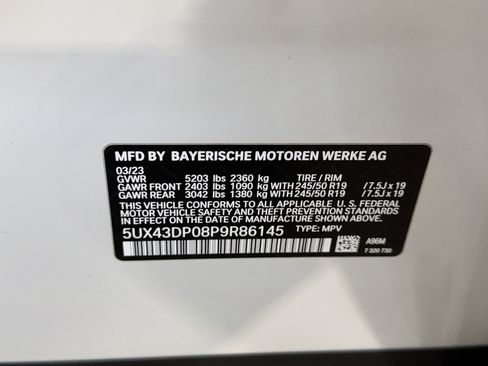 MFD BY BAYERISCHE MOTOREN WERKE AG
03/23
GVWR 5203 lbs 2360 kg TIRE / RIM
GAWR FRONT 2403 lbs 1090 kg WITH 245/50 R19 / 7.5J x 19
GAWR REAR 3042 lbs 1380 kg WITH 245/50 R19 / 7.5J x 19
THIS VEHICLE CONFORMS TO ALL APPLICABLE U. S. FEDERAL
MOTOR VEHICLE SAFETY, BUMPER, AND THEFT PREVENTION
STANDARDS IN EFFECT ON THE DATE OF MANUFACTURE SHOWN ABOVE.
5UX43DP08P9R86145 TYPE: MPV
A96M
7 320 730